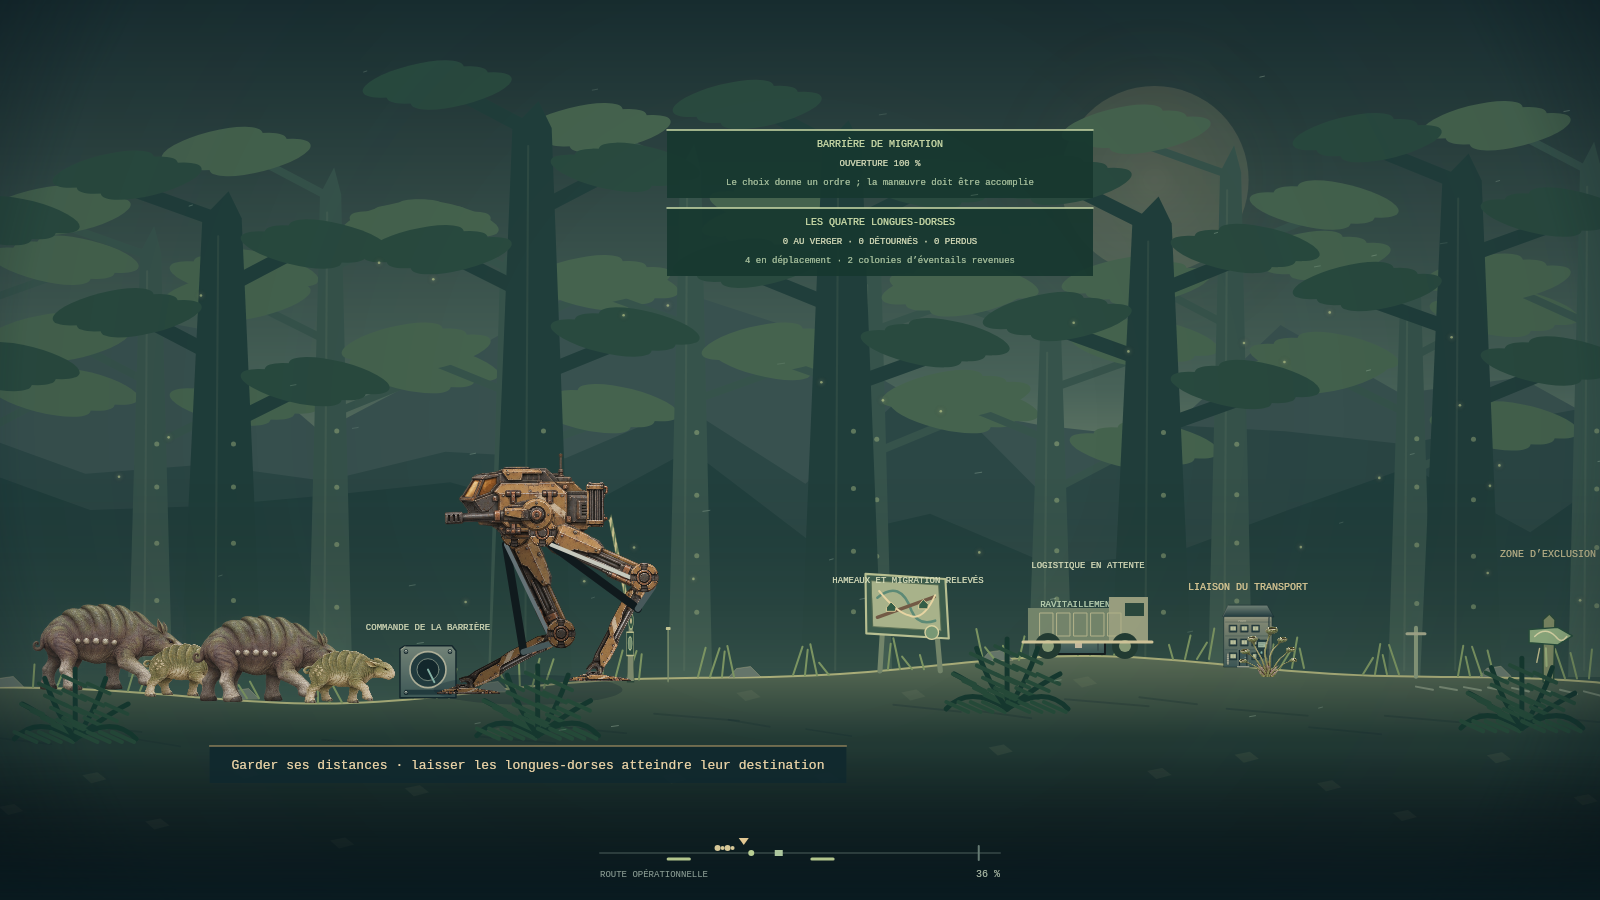 BARRIÈRE DE MIGRATION
OUVERTURE 100 %
Le choix donne un ordre ; la manœuvre doit être accomplie
LES QUATRE LONGUES-DORSES
0 AU VERGER · 0 DÉTOURNÉS · 0 PERDUS
4 en déplacement · 2 colonies d’éventails revenues
ZONE D’EXCLUSION
LOGISTIQUE EN ATTENTE
HAMEAUX ET MIGRATION RELEVÉS
LIAISON DU TRANSPORT
RAVITAILLEMEN
COMMANDE DE LA BARRIÈRE
Garder ses distances · laisser les longues-dorses atteindre leur destination
ROUTE OPÉRATIONNELLE
36 %